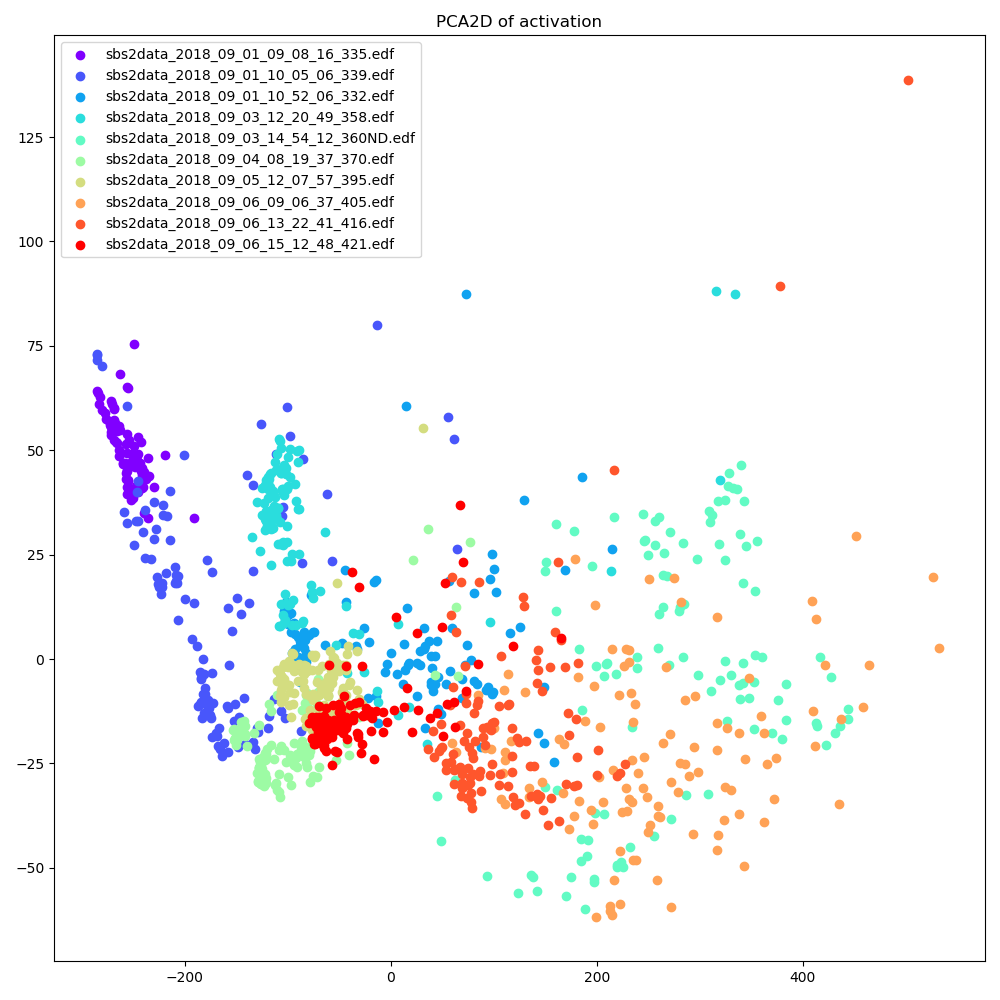 PCA2D of activation
sbs2data_2018_09_01_09_08_16_335.edf
sbs2data_2018_09_01_10_05_06_339.edf
sbs2data_2018_09_01_10_52_06_332.edf
sbs2data_2018_09_03_12_20_49_358.edf
sbs2data_2018_09_03_14_54_12_360ND.edf
sbs2data_2018_09_04_08_19_37_370.edf
sbs2data_2018_09_05_12_07_57_395.edf
sbs2data_2018_09_06_09_06_37_405.edf
sbs2data_2018_09_06_13_22_41_416.edf
sbs2data_2018_09_06_15_12_48_421.edf
125
100
75
50
25
0
−25
−50
−200 0 200 400